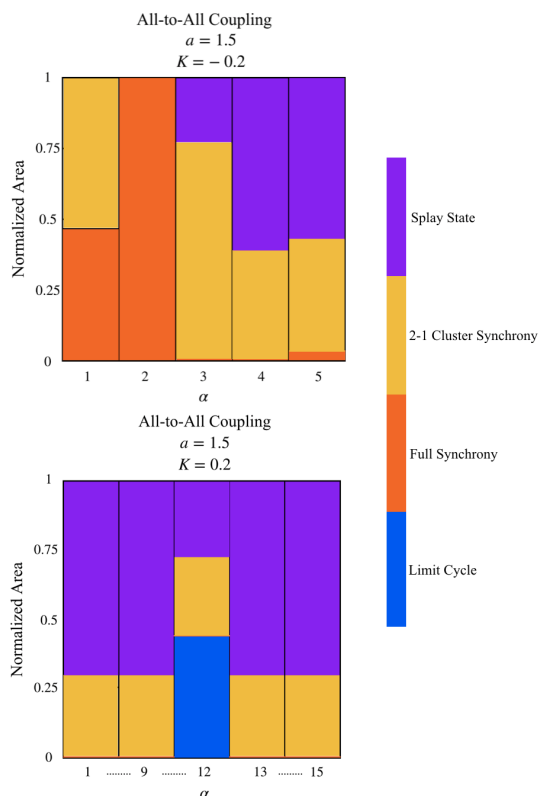 All-to-All Coupling
a = 1.5
K = − 0.2
1
0.75
0.5
0.25
0
Normalized Area
1 2 3 4 5
α
Splay State
2-1 Cluster Synchrony
Full Synchrony
Limit Cycle
All-to-All Coupling
a = 1.5
K = 0.2
1
0.75
0.5
0.25
0
Normalized Area
1 ......... 9 ......... 12 13 ......... 15
α